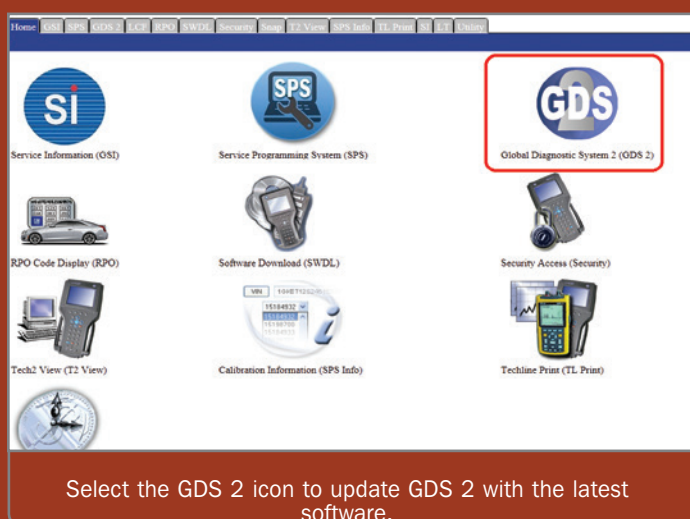 Home GSI SPS GDS 2 LCF RPO SWDL Security Snap T2 View SPS Info TL Print SI LT Utility
Si
SPS
GDS
2
Service Information (GSI)
Service Programming System (SPS)
Global Diagnostic System 2 (GDS 2)
RPO Code Display (RPO)
Software Download (SWDL)
Security Access (Security)
VIN
15184932
Tech2 View (T2 View)
Calibration Information (SPS Info)
Techline Print (TL Print)
Select the GDS 2 icon to update GDS 2 with the latest
software.